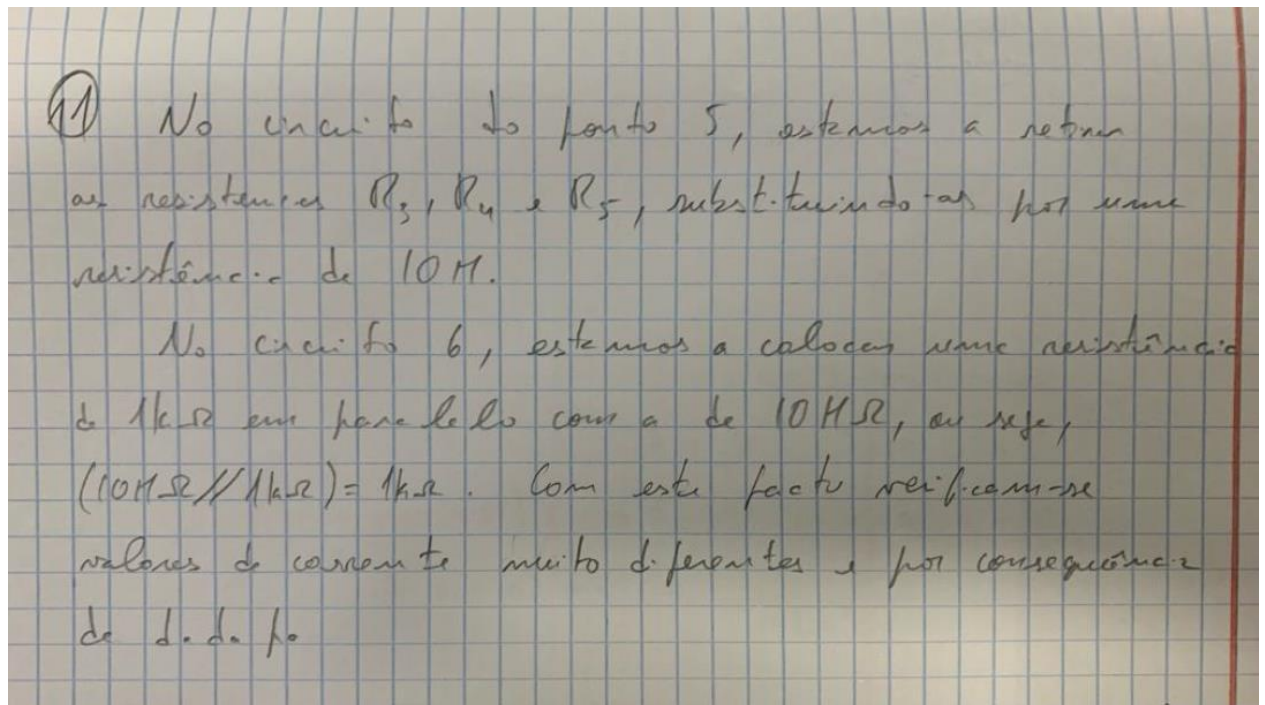 11 No circuito do ponto 5, estamos a retirar
as resistencias R3, R4 e R5, substituindo-as por uma
resistência de 10M.
No circuito 6, estamos a colocar uma resistência
de 1kΩ em paralelo com a de 10MΩ, ou seja,
(10MΩ//1kΩ)=1kΩ. Com este facto verificam-se
valores de corrente muito diferentes e por consequência
de d.d.p.